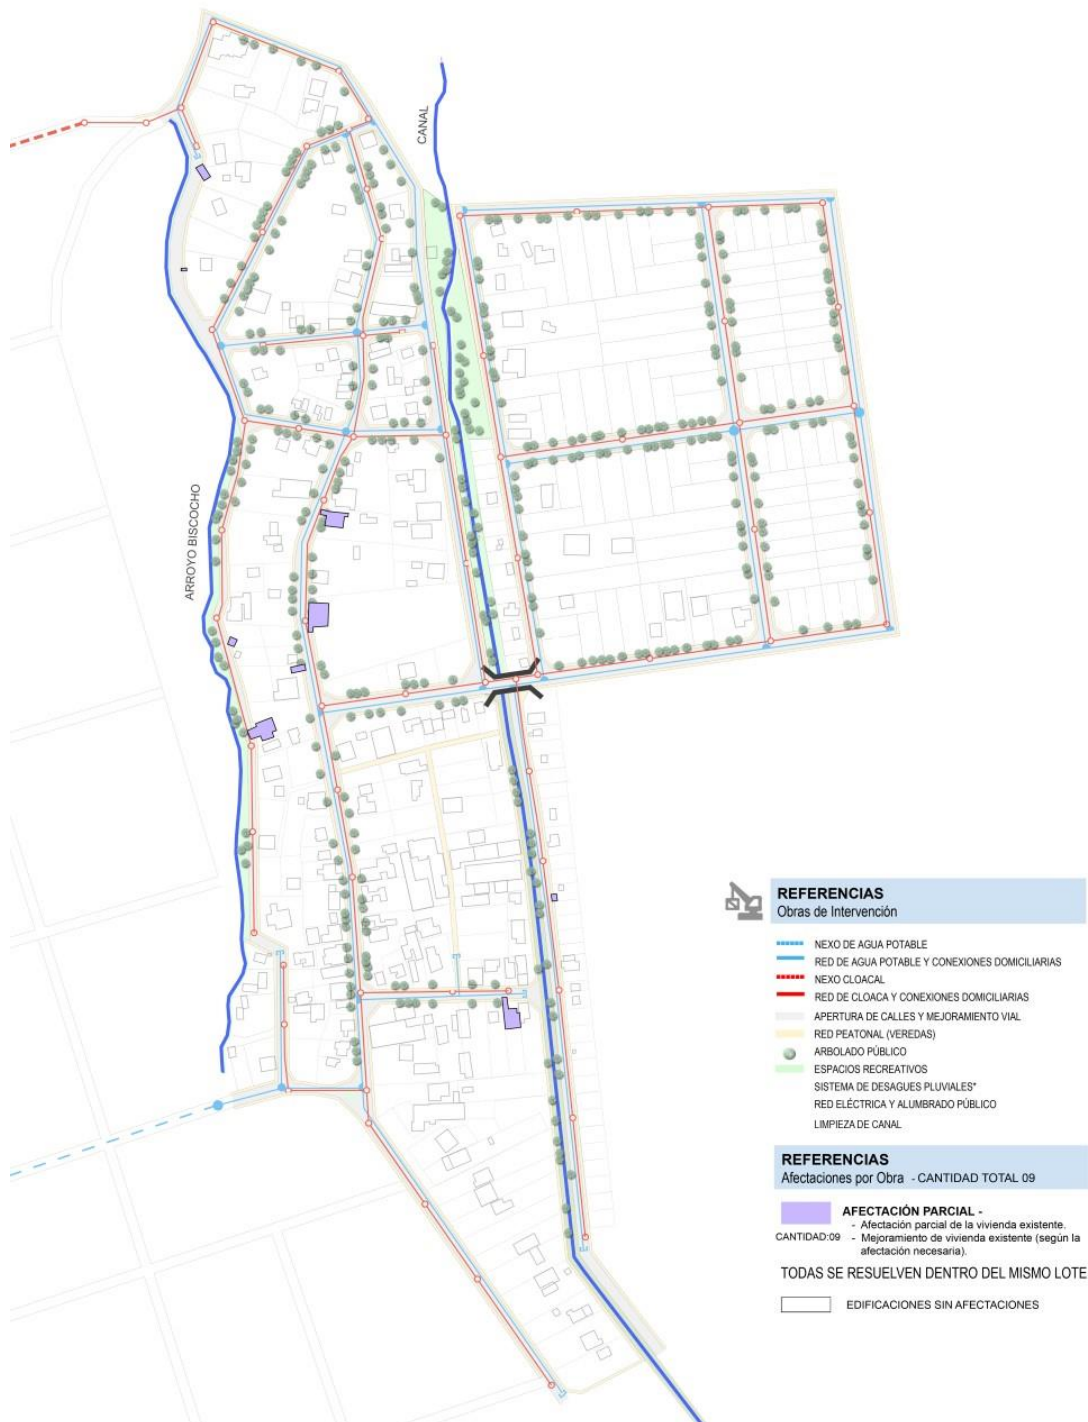 CANAL
ARROYO BISCOCHO
REFERENCIAS
Obras de Intervención
NEXO DE AGUA POTABLE
RED DE AGUA POTABLE Y CONEXIONES DOMICILIARIAS
NEXO CLOACAL
RED DE CLOACA Y CONEXIONES DOMICILIARIAS
APERTURA DE CALLES Y MEJORAMIENTO VIAL
RED PEATONAL (VEREDAS)
ARBOLADO PÚBLICO
ESPACIOS RECREATIVOS
SISTEMA DE DESAGUES PLUVIALES*
RED ELÉCTRICA Y ALUMBRADO PÚBLICO
LIMPIEZA DE CANAL
REFERENCIAS
Afectaciones por Obra - CANTIDAD TOTAL 09
AFECTACIÓN PARCIAL -
- Afectación parcial de la vivienda existente.
CANTIDAD:09 - Mejoramiento de vivienda existente (según la
afectación necesaria).
TODAS SE RESUELVEN DENTRO DEL MISMO LOTE
EDIFICACIONES SIN AFECTACIONES